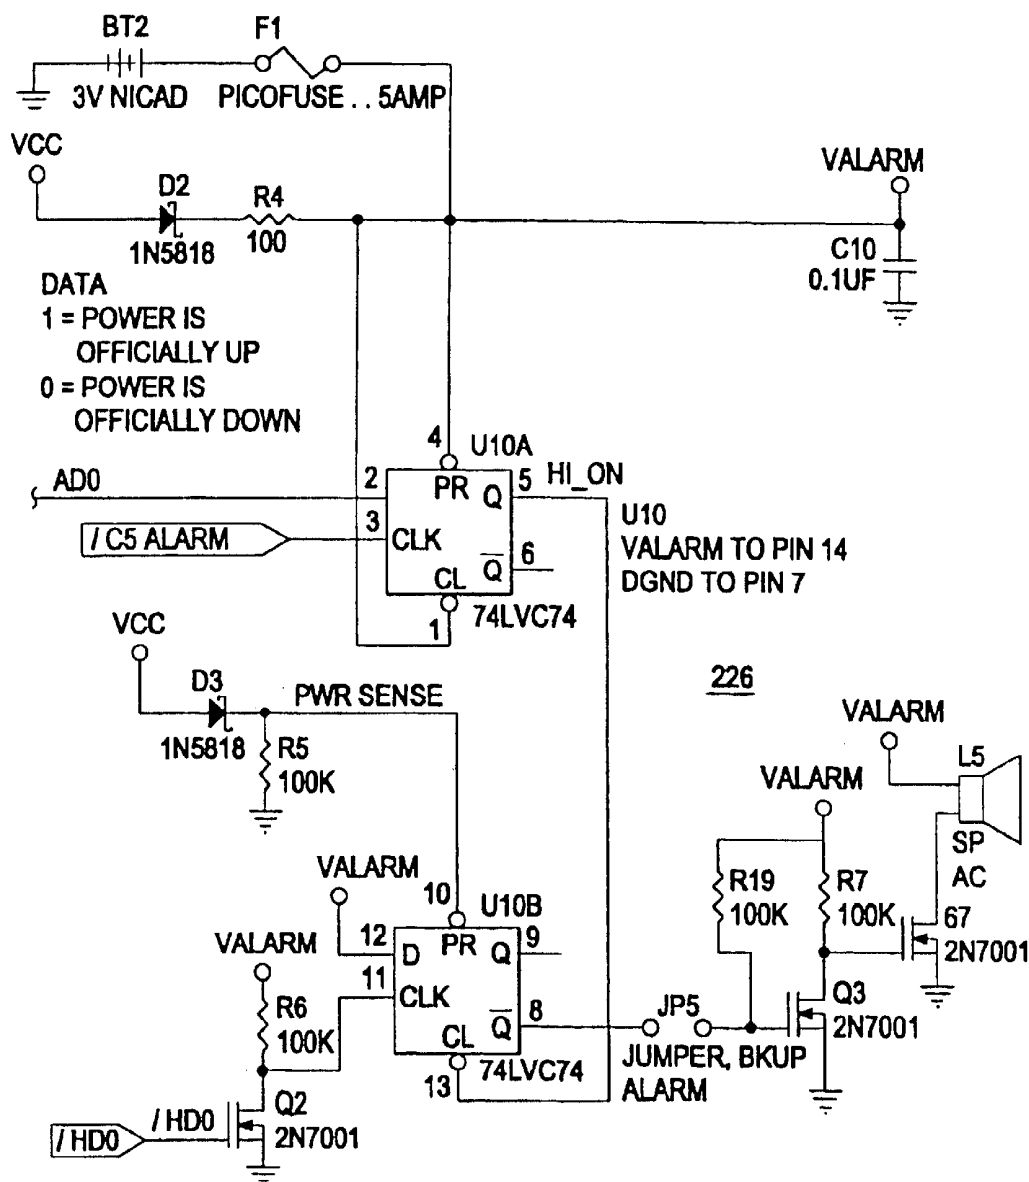 BT2
F1
3V NICAD
PICOFUSE . . 5AMP
VCC
VALARM
D2
R4
1N5818
100
C10
0.1UF
DATA
1 = POWER IS
OFFICIALLY UP
0 = POWER IS
OFFICIALLY DOWN
4
U10A
AD0
2
PR
Q
5
HI_ON
/ C5 ALARM
3
CLK
U10
VALARM TO PIN 14
DGND TO PIN 7
Q
6
CL
1
74LVC74
VCC
D3
PWR SENSE
1N5818
R5
100K
226
VALARM
L5
SP
AC
VALARM
R19
100K
R7
100K
67
2N7001
VALARM
10
U10B
12
D
PR
Q
9
VALARM
11
CLK
R6
100K
Q
8
CL
13
74LVC74
JP5
JUMPER, BKUP
ALARM
Q3
2N7001
/ HD0
/ HD0
Q2
2N7001